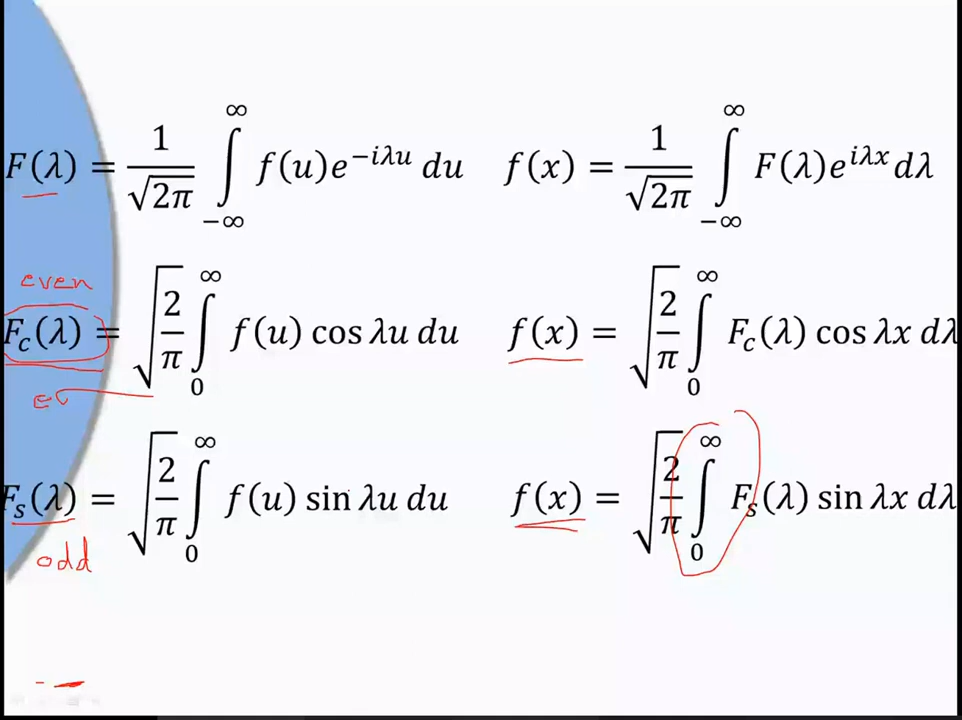 F(λ) = 1/√2π ∫_{-∞}^{∞} f(u)e^{-iλu} du f(x) = 1/√2π ∫_{-∞}^{∞} F(λ)e^{iλx}dλ
even
F_c(λ) = √(2/π) ∫_0^∞ f(u) cos λu du f(x) = √(2/π) ∫_0^∞ F_c(λ) cos λx dλ
F_s(λ) = √(2/π) ∫_0^∞ f(u) sin λu du f(x) = √(2/π) ∫_0^∞ F_s(λ) sin λx dλ
odd